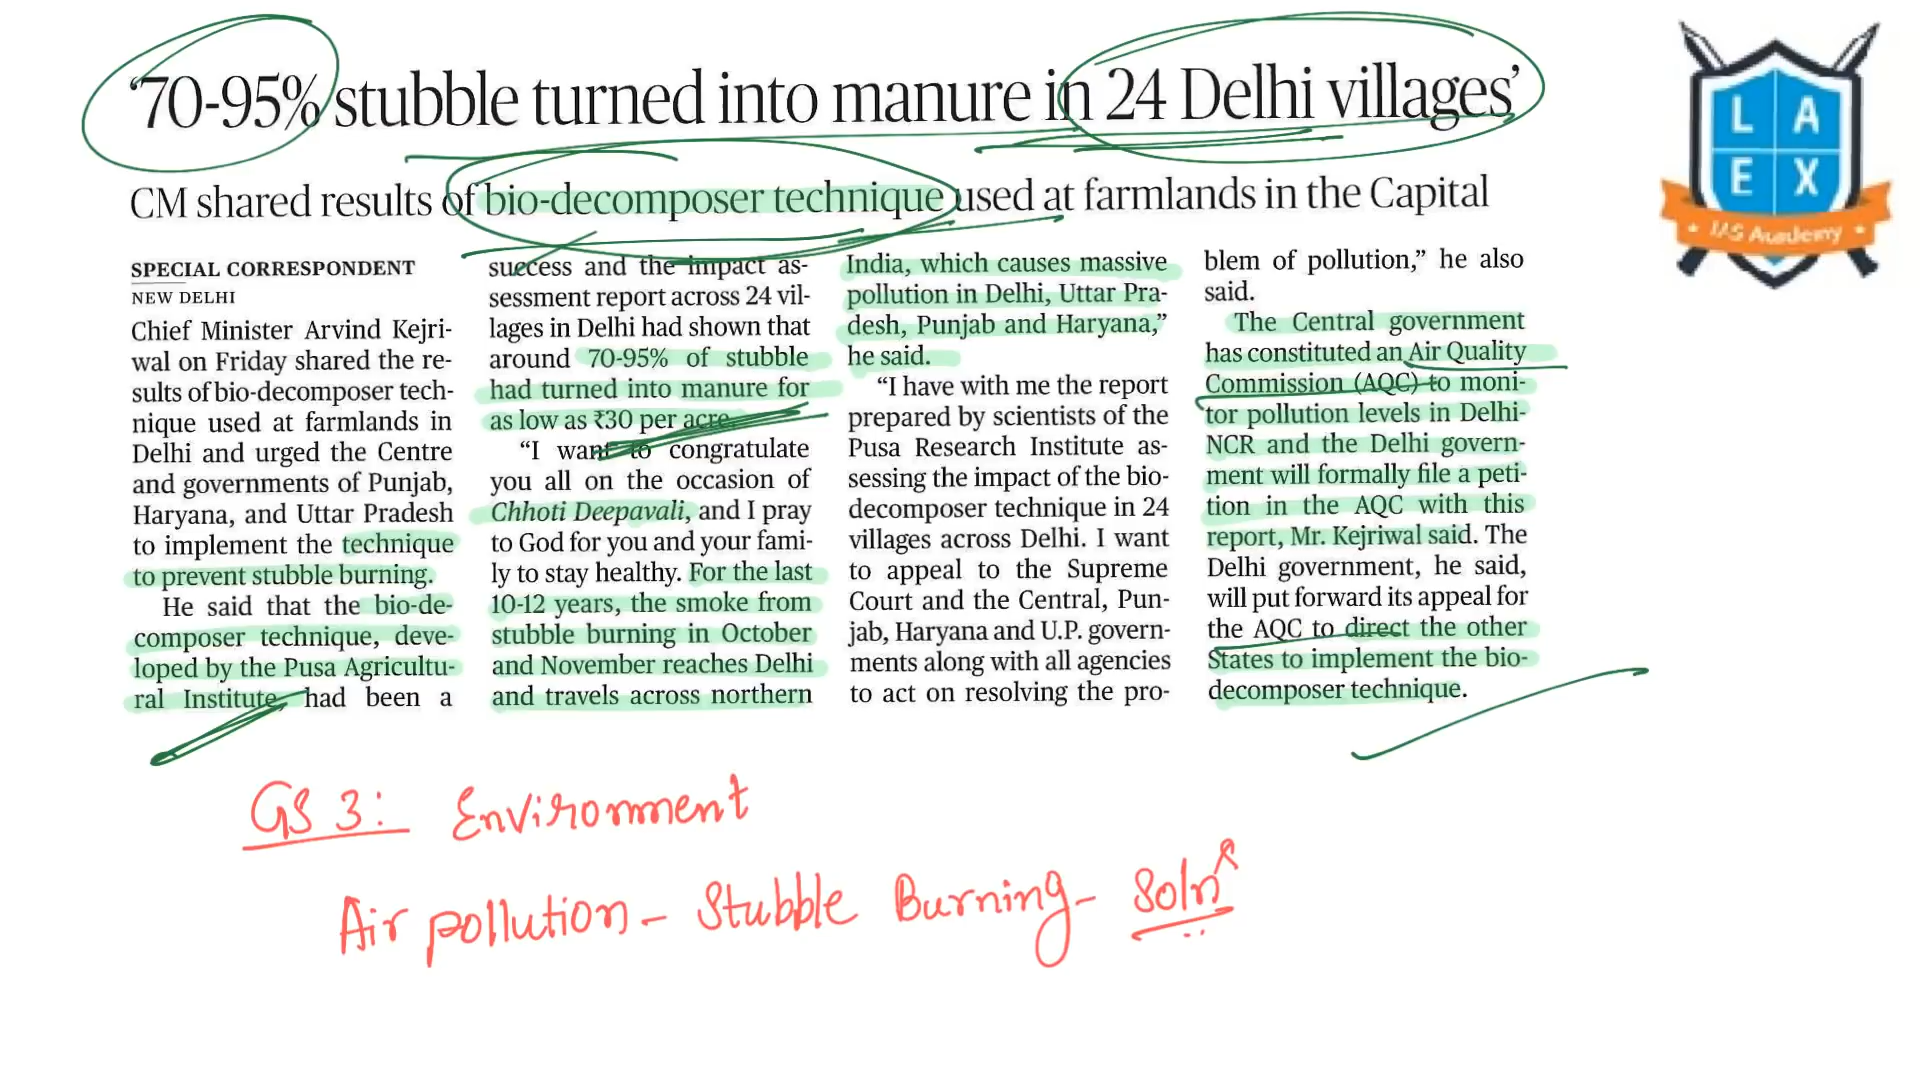 ‘70-95% stubble turned into manure in 24 Delhi villages’
CM shared results of bio-decomposer technique used at farmlands in the Capital
SPECIAL CORRESPONDENT
NEW DELHI
Chief Minister Arvind Kejri-
wal on Friday shared the re-
sults of bio-decomposer tech-
nique used at farmlands in
Delhi and urged the Centre
and governments of Punjab,
Haryana, and Uttar Pradesh
to implement the technique
to prevent stubble burning.
He said that the bio-de-
composer technique, deve-
loped by the Pusa Agricultu-
ral Institute, had been a
success and the impact as-
sessment report across 24 vil-
lages in Delhi had shown that
around 70-95% of stubble
had turned into manure for
as low as ₹30 per acre.
“I want to congratulate
you all on the occasion of
Chhoti Deepavali, and I pray
to God for you and your fami-
ly to stay healthy. For the last
10-12 years, the smoke from
stubble burning in October
and November reaches Delhi
and travels across northern
India, which causes massive
pollution in Delhi, Uttar Pra-
desh, Punjab and Haryana,”
he said.
“I have with me the report
prepared by scientists of the
Pusa Research Institute as-
sessing the impact of the bio-
decomposer technique in 24
villages across Delhi. I want
to appeal to the Supreme
Court and the Central, Pun-
jab, Haryana and U.P. govern-
ments along with all agencies
to act on resolving the pro-
blem of pollution,” he also
said.
The Central government
has constituted an Air Quality
Commission (AQC) to moni-
tor pollution levels in Delhi-
NCR and the Delhi govern-
ment will formally file a peti-
tion in the AQC with this
report, Mr. Kejriwal said. The
Delhi government, he said,
will put forward its appeal for
the AQC to direct the other
States to implement the bio-
decomposer technique.
L A
E X
IAS Academy
GS 3: Environment
Air pollution - Stubble Burning - Soln